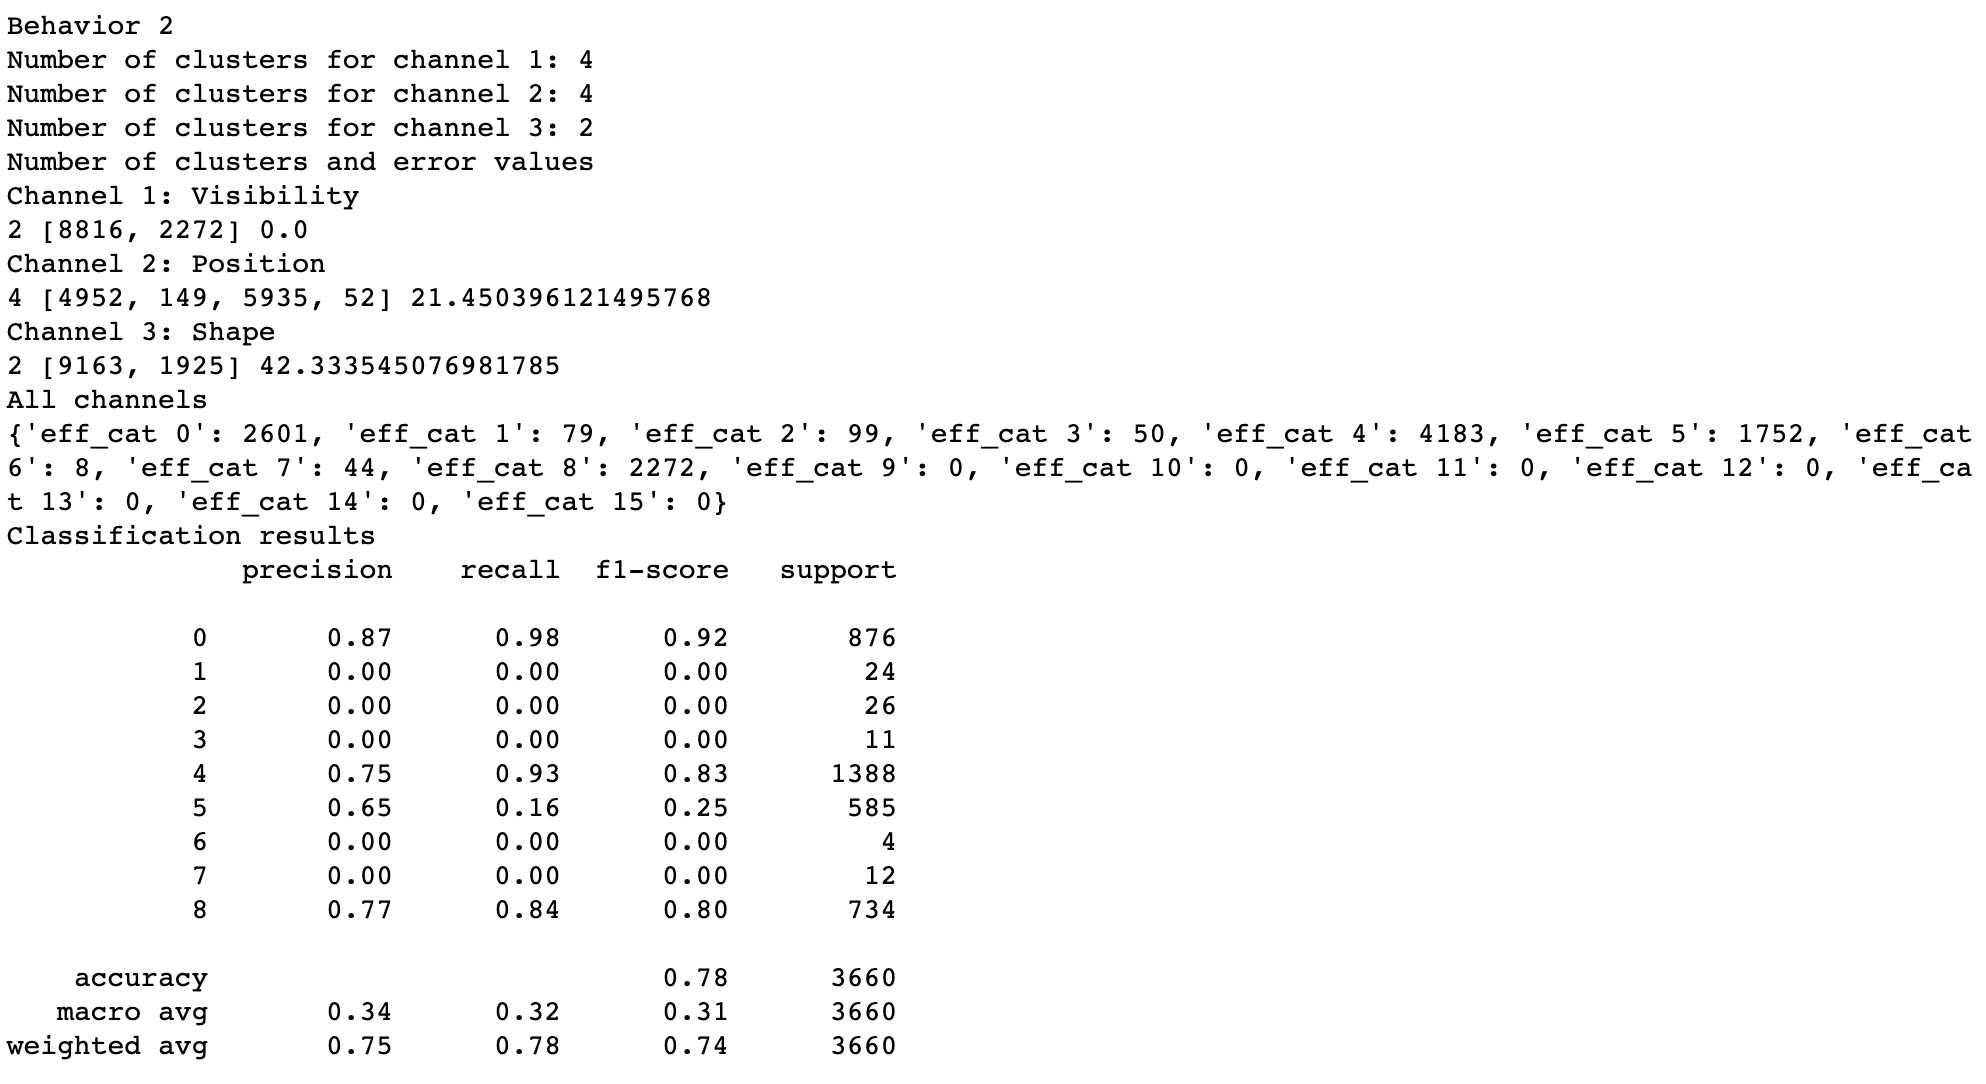 Behavior 2
Number of clusters for channel 1: 4
Number of clusters for channel 2: 4
Number of clusters for channel 3: 2
Number of clusters and error values
Channel 1: Visibility
2 [8816, 2272] 0.0
Channel 2: Position
4 [4952, 149, 5935, 52] 21.450396121495768
Channel 3: Shape
2 [9163, 1925] 42.333545076981785
All channels
{'eff_cat 0': 2601, 'eff_cat 1': 79, 'eff_cat 2': 99, 'eff_cat 3': 50, 'eff_cat 4': 4183, 'eff_cat 5': 1752, 'eff_cat
6': 8, 'eff_cat 7': 44, 'eff_cat 8': 2272, 'eff_cat 9': 0, 'eff_cat 10': 0, 'eff_cat 11': 0, 'eff_cat 12': 0, 'eff_ca
t 13': 0, 'eff_cat 14': 0, 'eff_cat 15': 0}
Classification results
              precision    recall  f1-score   support

           0       0.87      0.98      0.92       876
           1       0.00      0.00      0.00        24
           2       0.00      0.00      0.00        26
           3       0.00      0.00      0.00        11
           4       0.75      0.93      0.83      1388
           5       0.65      0.16      0.25       585
           6       0.00      0.00      0.00         4
           7       0.00      0.00      0.00        12
           8       0.77      0.84      0.80       734

    accuracy                           0.78      3660
   macro avg       0.34      0.32      0.31      3660
weighted avg       0.75      0.78      0.74      3660